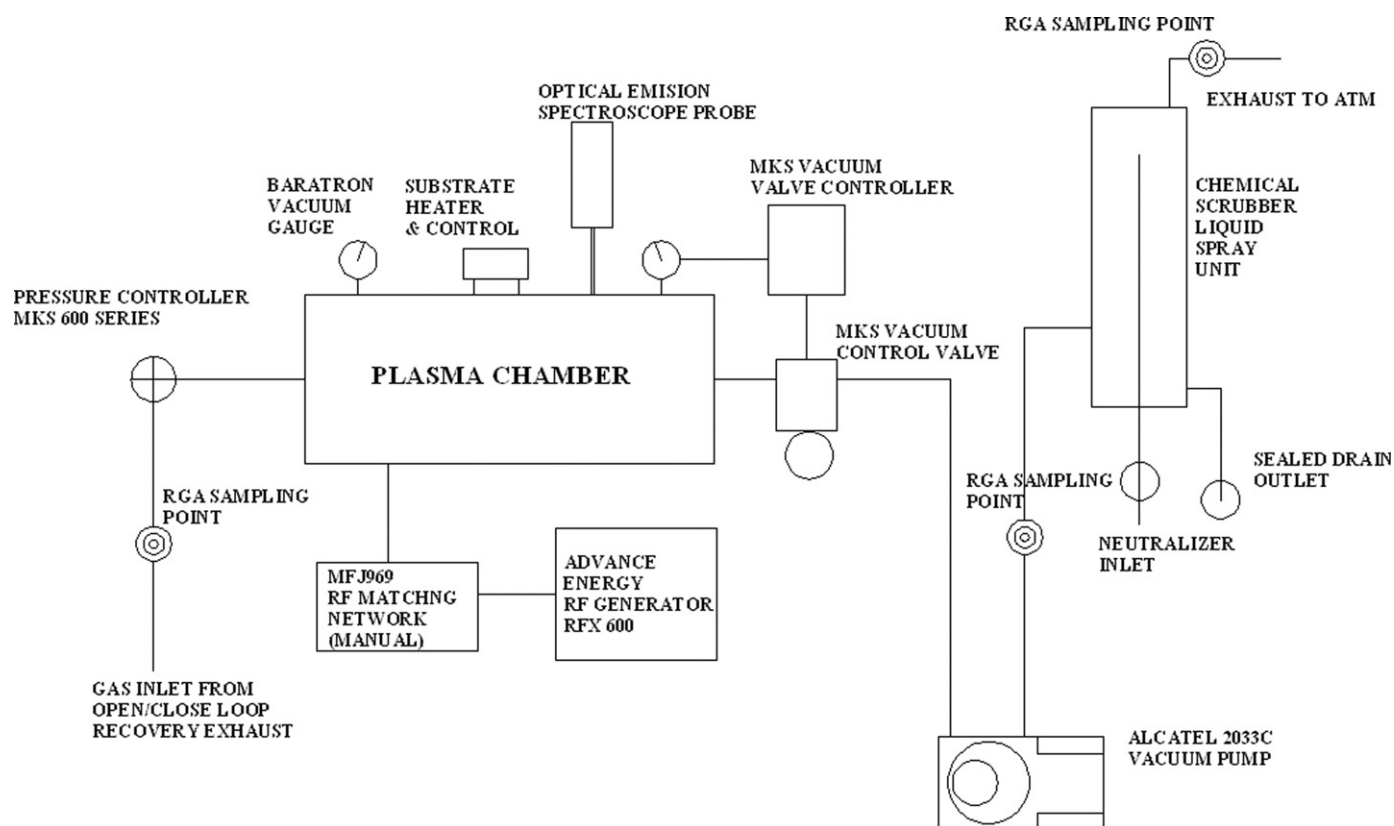 RGA SAMPLING POINT
EXHAUST TO ATM
OPTICAL EMISION
SPECTROSCOPE PROBE
MKS VACUUM
VALVE CONTROLLER
BARATRON
VACUUM
GAUGE
SUBSTRATE
HEATER
& CONTROL
CHEMICAL
SCRUBBER
LIQUID
SPRAY
UNIT
PRESSURE CONTROLLER
MKS 600 SERIES
MKS VACUUM
CONTROL VALVE
PLASMA CHAMBER
RGA SAMPLING
POINT
RGA SAMPLING
POINT
SEALED DRAIN
OUTLET
NEUTRALIZER
INLET
MFJ969
RF MATCHNG
NETWORK
(MANUAL)
ADVANCE
ENERGY
RF GENERATOR
RFX 600
GAS INLET FROM
OPEN/CLOSE LOOP
RECOVERY EXHAUST
ALCATEL 2033C
VACUUM PUMP